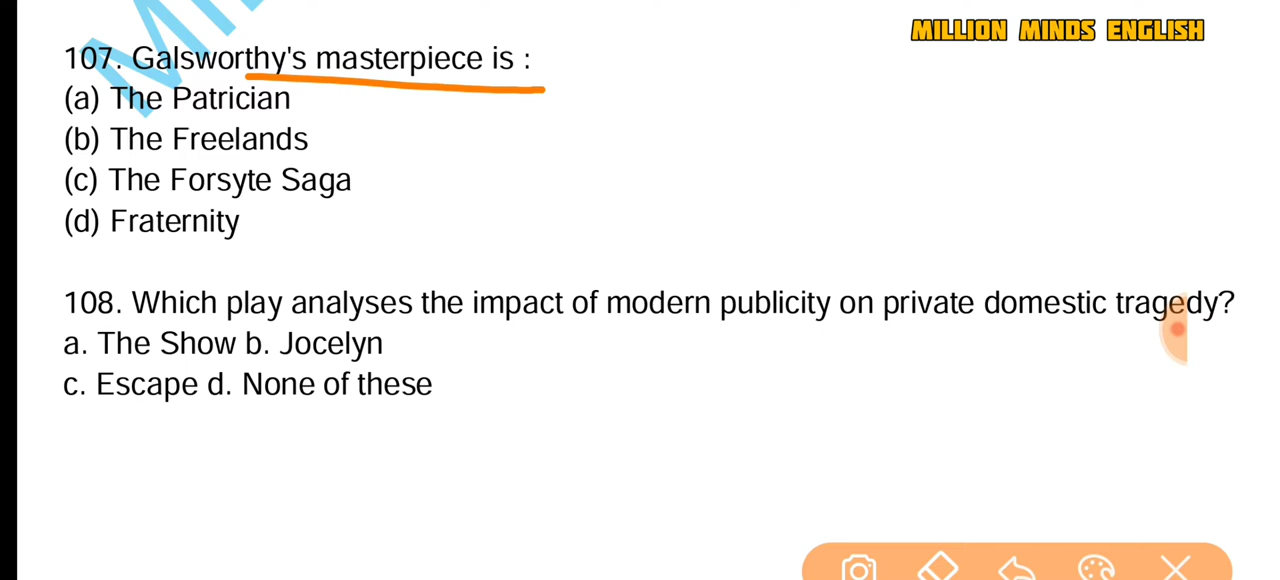 MILLION MINDS ENGLISH
107. Galsworthy's masterpiece is :
(a) The Patrician
(b) The Freelands
(c) The Forsyte Saga
(d) Fraternity
108. Which play analyses the impact of modern publicity on private domestic tragedy?
a. The Show b. Jocelyn
c. Escape d. None of these